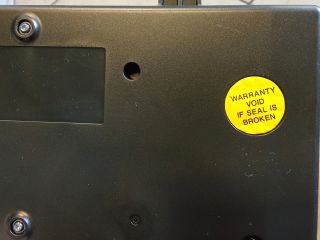 WARRANTY
VOID
IF SEAL IS
BROKEN